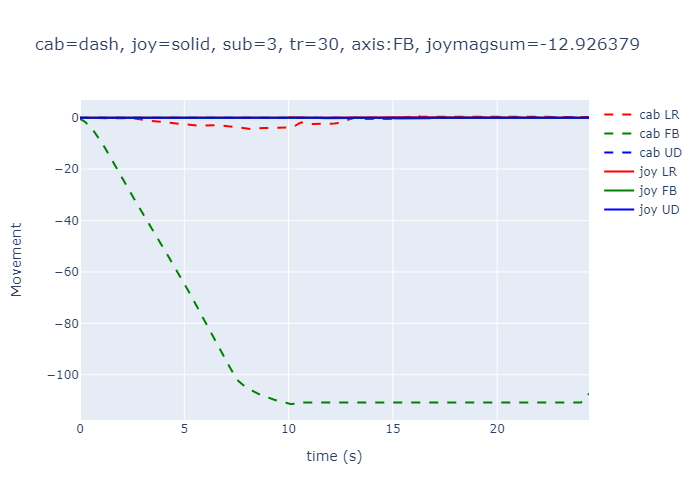 cab=dash, joy=solid, sub=3, tr=30, axis:FB, joymagsum=-12.926379
Movement
0
−20
−40
−60
−80
−100
0
5
10
15
20
time (s)
cab LR
cab FB
cab UD
joy LR
joy FB
joy UD